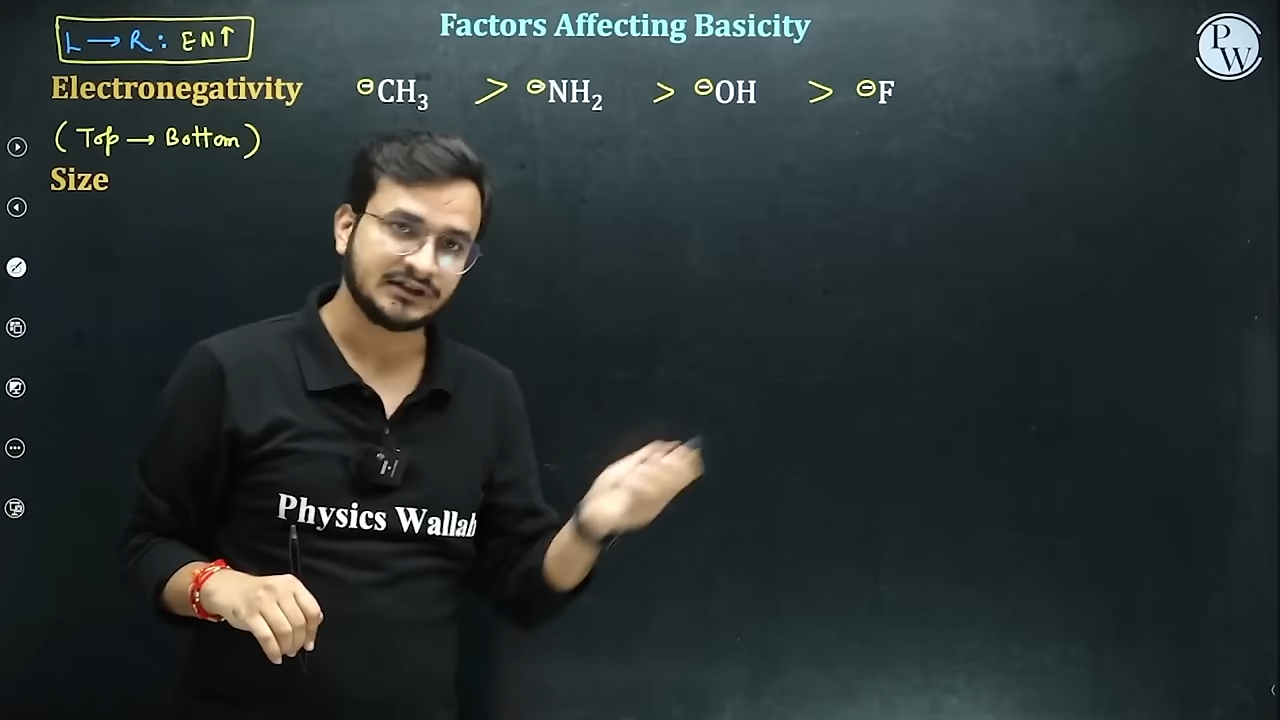 Factors Affecting Basicity
L → R : EN↑
Electronegativity ⊖CH₃ > ⊖NH₂ > ⊖OH > ⊖F
(Top → Bottom)
Size
PW
Physics Wallah